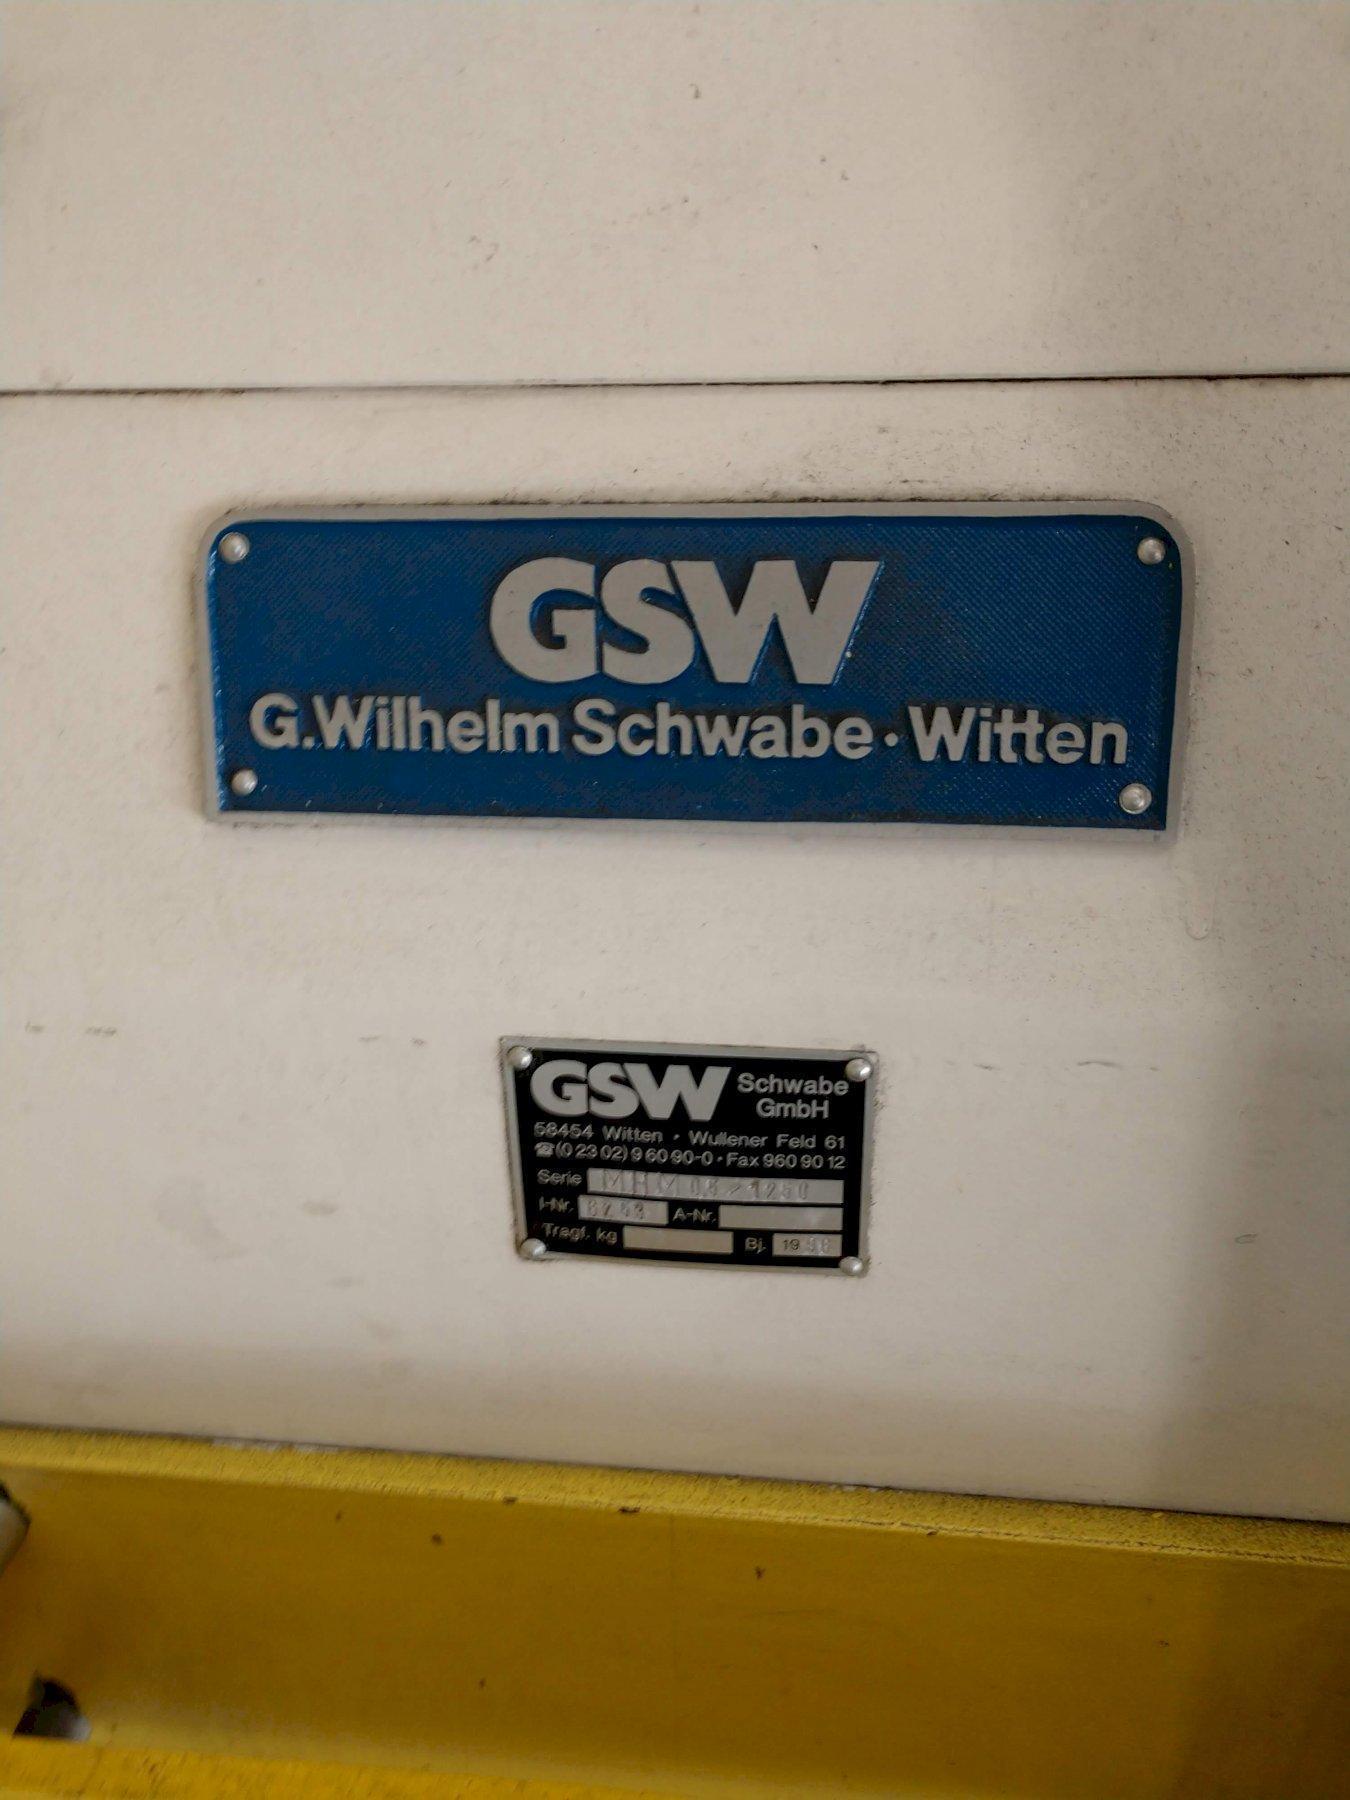 GSW
G.Wilhelm Schwabe · Witten
GSW Schwabe
GmbH
58454 Witten · Wullener Feld 61
☎(0 23 02) 9 60 90-0 · Fax 960 90 12
Serie
I-Nr. A-Nr.
Tragf. kg Bj.